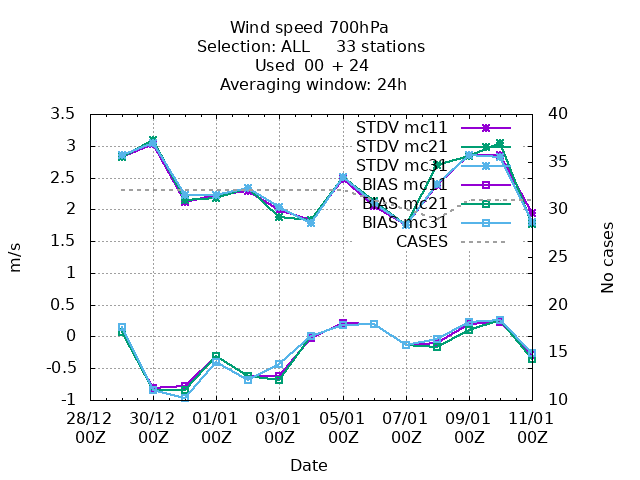 Wind speed 700hPa
Selection: ALL 33 stations
Used 00 + 24
Averaging window: 24h
STDV mc11
STDV mc21
STDV mc31
BIAS mc11
BIAS mc21
BIAS mc31
CASES
3.5
3
2.5
2
1.5
1
0.5
0
-0.5
-1
m/s
40
35
30
25
20
15
10
No cases
28/12 30/12 01/01 03/01 05/01 07/01 09/01 11/01
00Z 00Z 00Z 00Z 00Z 00Z 00Z 00Z
Date